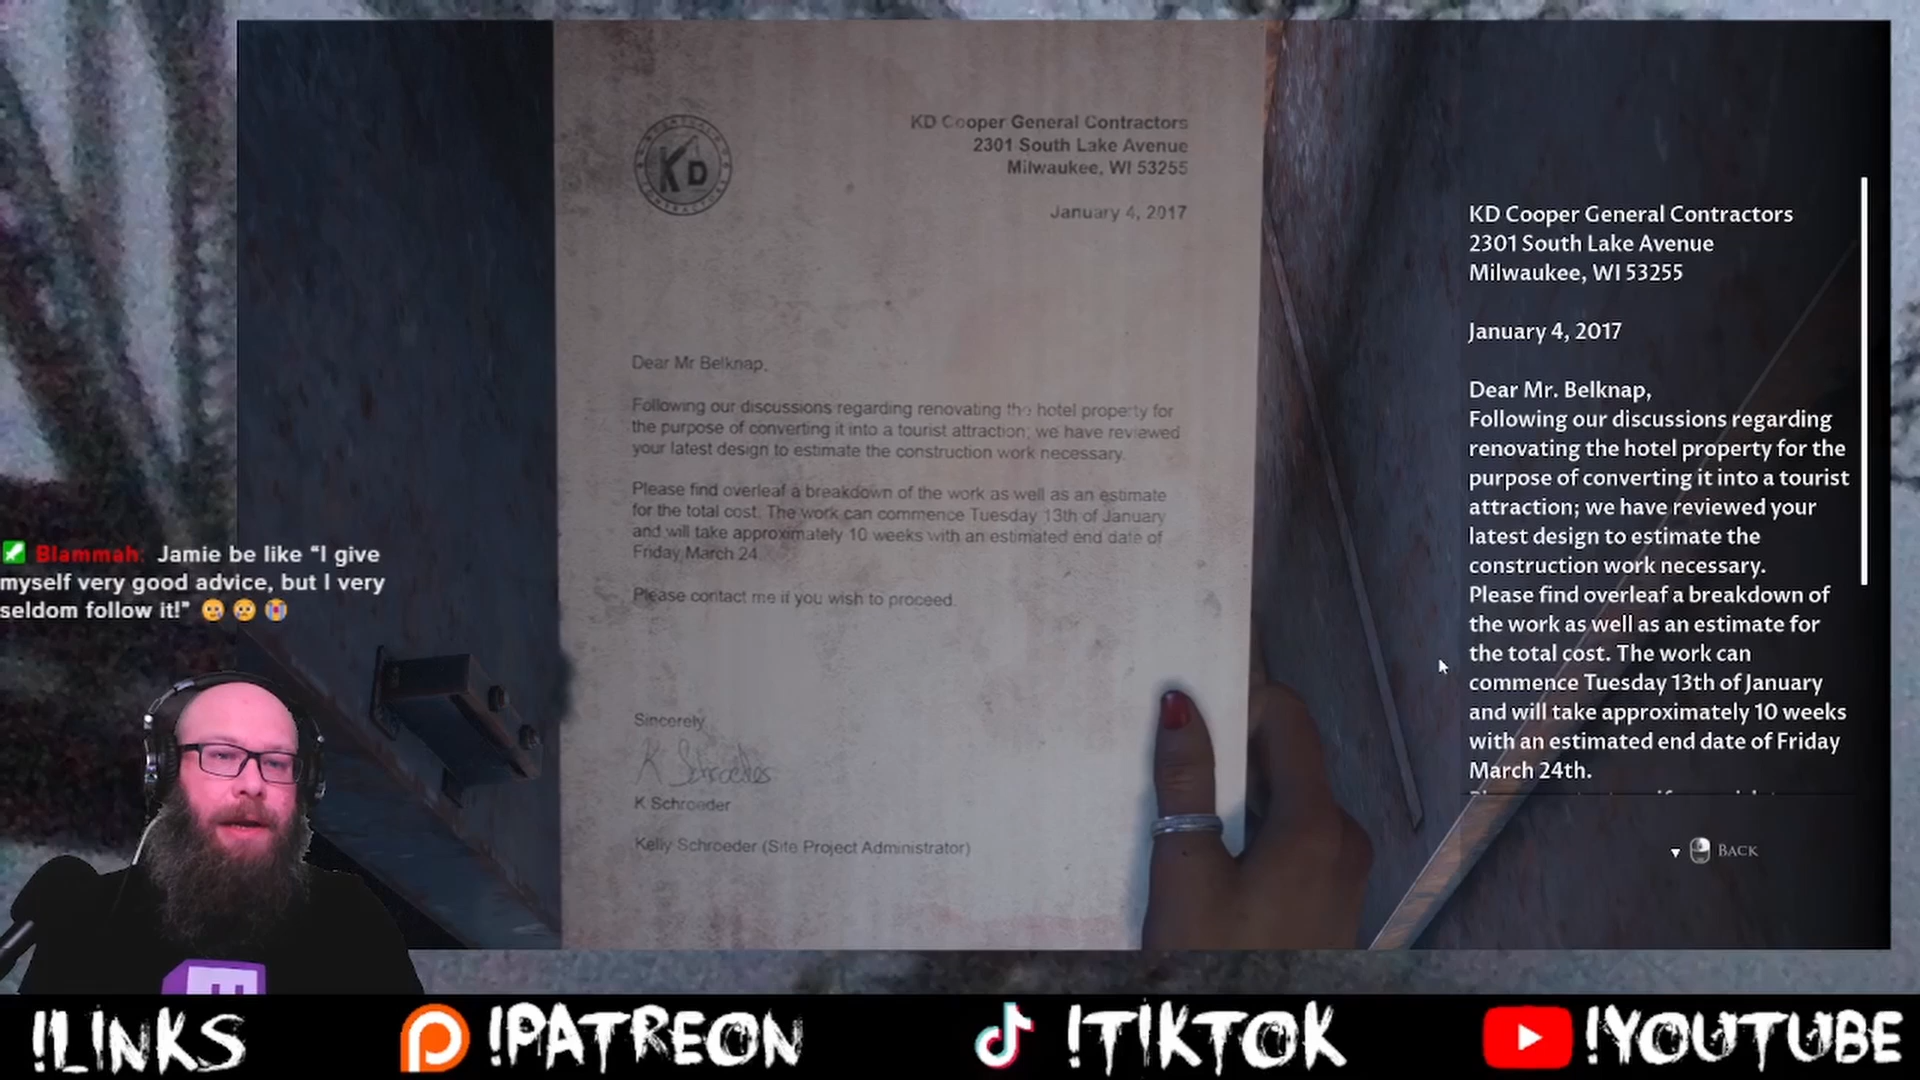 KD
KD Cooper General Contractors
2301 South Lake Avenue
Milwaukee, WI 53255
January 4, 2017
Dear Mr Belknap,
Following our discussions regarding renovating the hotel property for
the purpose of converting it into a tourist attraction; we have reviewed
your latest design to estimate the construction work necessary.
Please find overleaf a breakdown of the work as well as an estimate
for the total cost. The work can commence Tuesday 13th of January
and will take approximately 10 weeks with an estimated end date of
Friday March 24
Please contact me if you wish to proceed.
Sincerely
K Schroeder
K Schroeder
Kelly Schroeder (Site Project Administrator)
KD Cooper General Contractors
2301 South Lake Avenue
Milwaukee, WI 53255
January 4, 2017
Dear Mr. Belknap,
Following our discussions regarding
renovating the hotel property for the
purpose of converting it into a tourist
attraction; we have reviewed your
latest design to estimate the
construction work necessary.
Please find overleaf a breakdown of
the work as well as an estimate for
the total cost. The work can
commence Tuesday 13th of January
and will take approximately 10 weeks
with an estimated end date of Friday
March 24th.
BACK
Blammah: Jamie be like “I give
myself very good advice, but I very
seldom follow it!”
!LINKS
!PATREON
!TIKTOK
!YOUTUBE